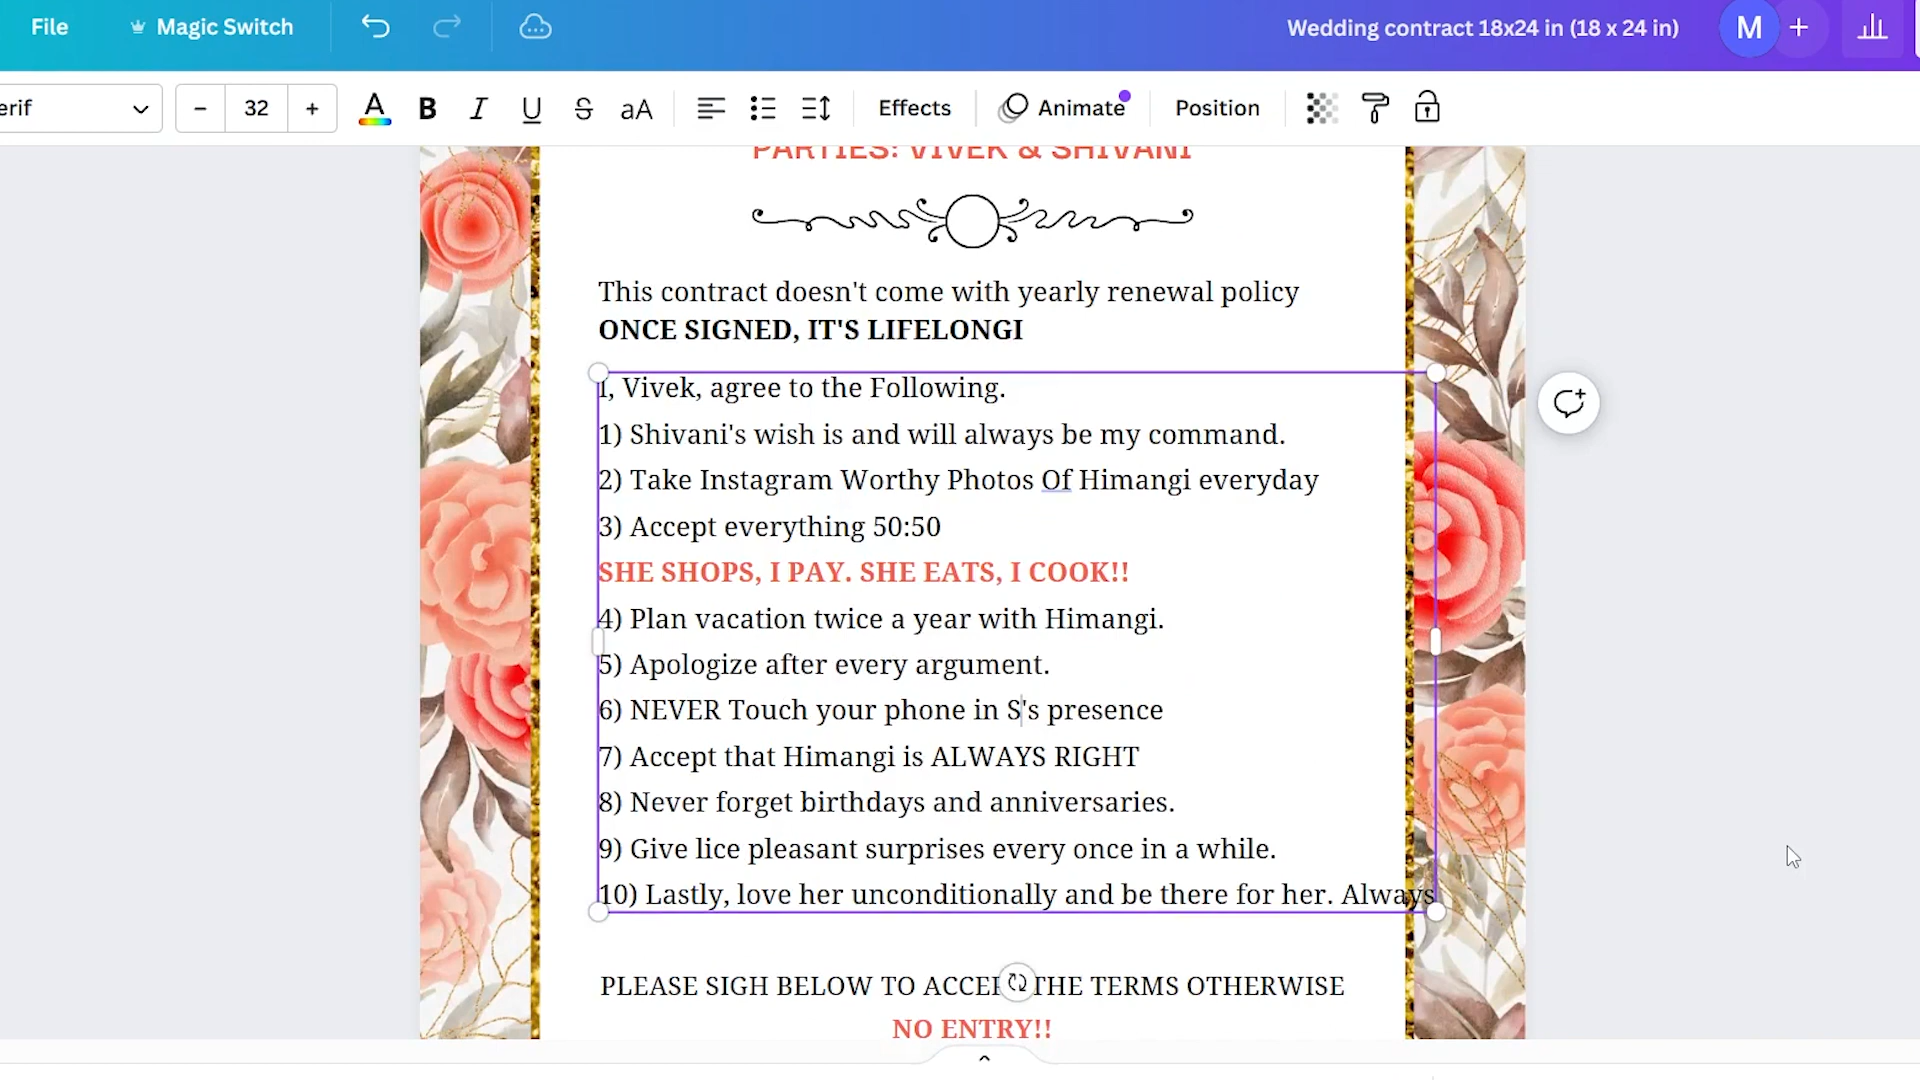 File Magic Switch Wedding contract 18x24 in (18 x 24 in) M +
erif - 32 + A B I U S aA Effects Animate Position
PARTIES: VIVEK & SHIVANI
This contract doesn't come with yearly renewal policy
ONCE SIGNED, IT'S LIFELONGI
I, Vivek, agree to the Following.
1) Shivani's wish is and will always be my command.
2) Take Instagram Worthy Photos Of Himangi everyday
3) Accept everything 50:50
SHE SHOPS, I PAY. SHE EATS, I COOK!!
4) Plan vacation twice a year with Himangi.
5) Apologize after every argument.
6) NEVER Touch your phone in S's presence
7) Accept that Himangi is ALWAYS RIGHT
8) Never forget birthdays and anniversaries.
9) Give lice pleasant surprises every once in a while.
10) Lastly, love her unconditionally and be there for her. Always
PLEASE SIGH BELOW TO ACCEPT THE TERMS OTHERWISE
NO ENTRY!!